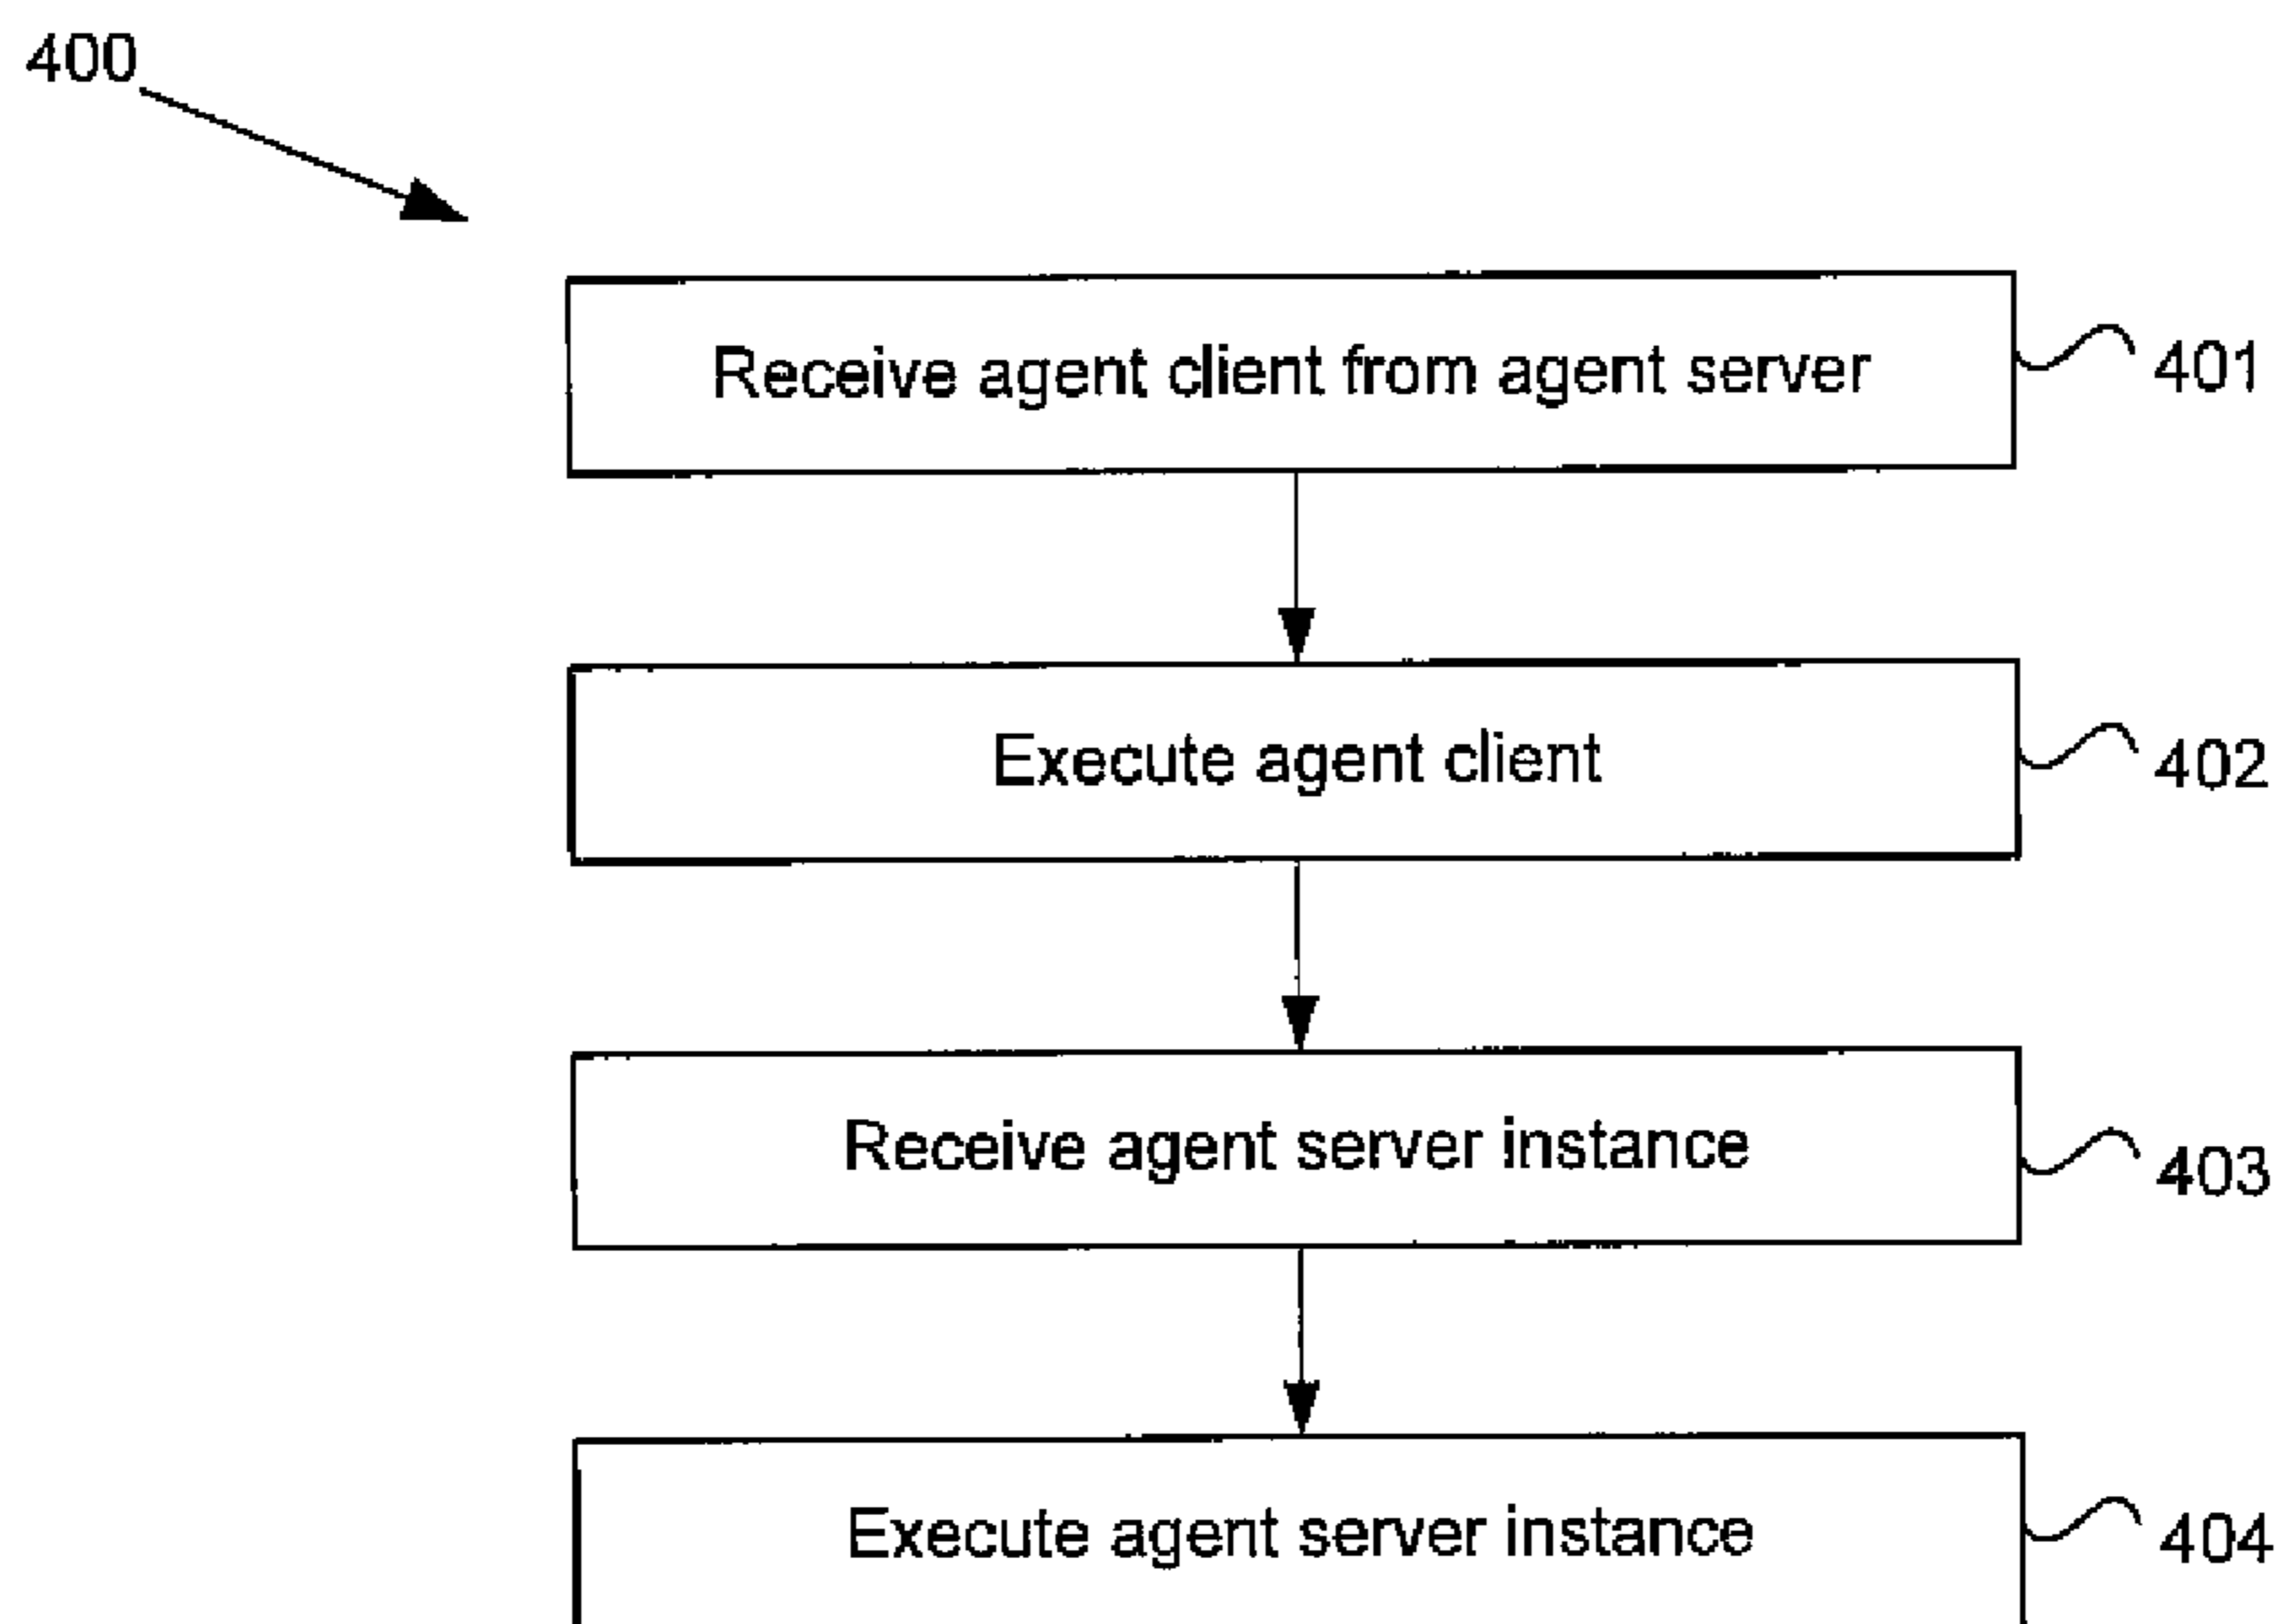 400
Receive agent client from agent server
401
Execute agent client
402
Receive agent server instance
403
Execute agent server instance
404